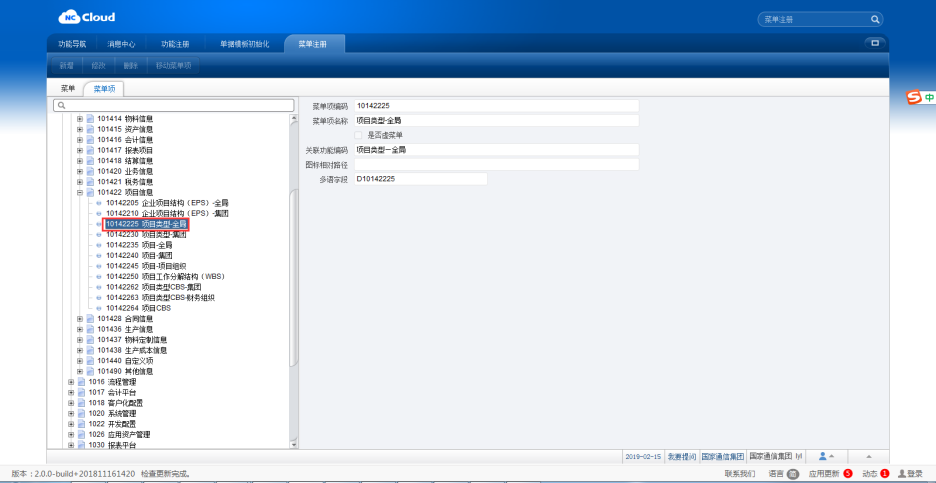 NC Cloud
菜单注册
功能导航 消息中心 功能注册 单据模板初始化 菜单注册
新增 修改 删除 移动菜单项
菜单 菜单项
菜单项编码 10142225
菜单项名称 项目类型-全局
是否虚菜单
关联功能编码 项目类型-全局
图标相对路径
多语字段 D10142225
101414 物料信息
101415 资产信息
101416 会计信息
101417 报表项目
101418 结算信息
101420 业务信息
101421 税务信息
101422 项目信息
10142205 企业项目结构（EPS）-全局
10142210 企业项目结构（EPS）-集团
10142225 项目类型-全局
10142230 项目类型-集团
10142235 项目-全局
10142240 项目-集团
10142245 项目-项目组织
10142250 项目工作分解结构（WBS）
10142262 项目类型CBS-集团
10142263 项目类型CBS-财务组织
10142264 项目CBS
101428 合同信息
101436 生产信息
101437 物料定制信息
101438 生产成本信息
101440 自定义项
101490 其他信息
1016 流程管理
1017 会计平台
1018 客户化配置
1020 系统管理
1022 开发配置
1026 应用资产管理
1030 报表平台
中
2019-02-15 我要提问 国家通信集团 国家通信集团
版本：2.0.0-build+201811161420 检查更新完成。
联系我们 语言 简 应用更新 5 动态 1 登录